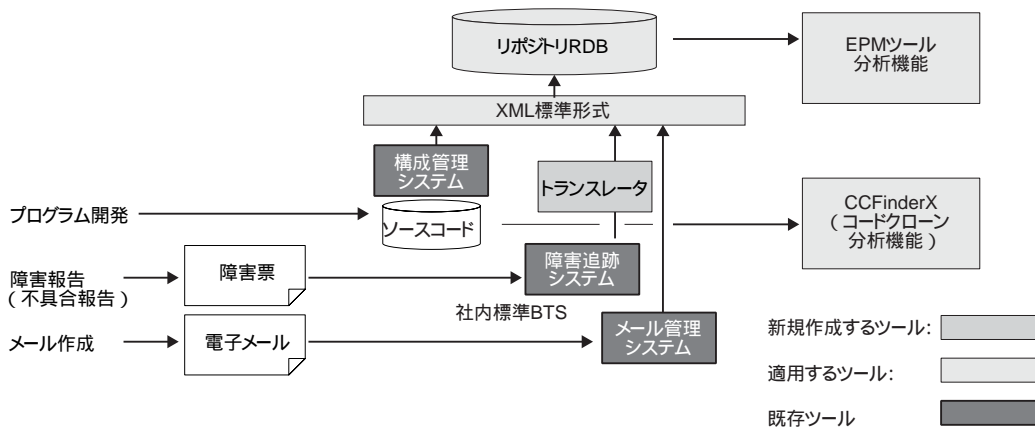 リポジトリRDB
EPMツール
分析機能
XML標準形式
構成管理
システム
トランスレータ
プログラム開発
ソースコード
CCFinderX
(コードクローン
分析機能)
障害報告
(不具合報告)
障害票
障害追跡
システム
社内標準BTS
メール作成
電子メール
メール管理
システム
新規作成するツール:
適用するツール:
既存ツール